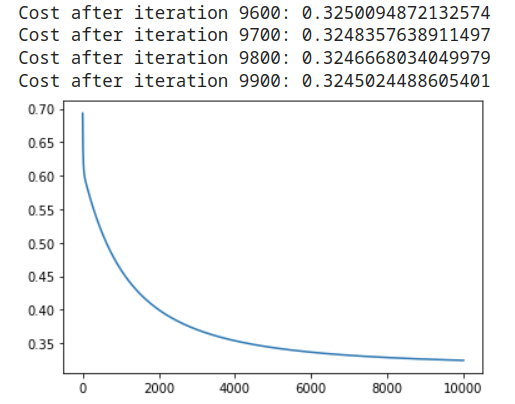 Cost after iteration 9600: 0.3250094872132574
Cost after iteration 9700: 0.3248357638911497
Cost after iteration 9800: 0.3246668034049979
Cost after iteration 9900: 0.3245024488605401
0.70
0.65
0.60
0.55
0.50
0.45
0.40
0.35
0 2000 4000 6000 8000 10000